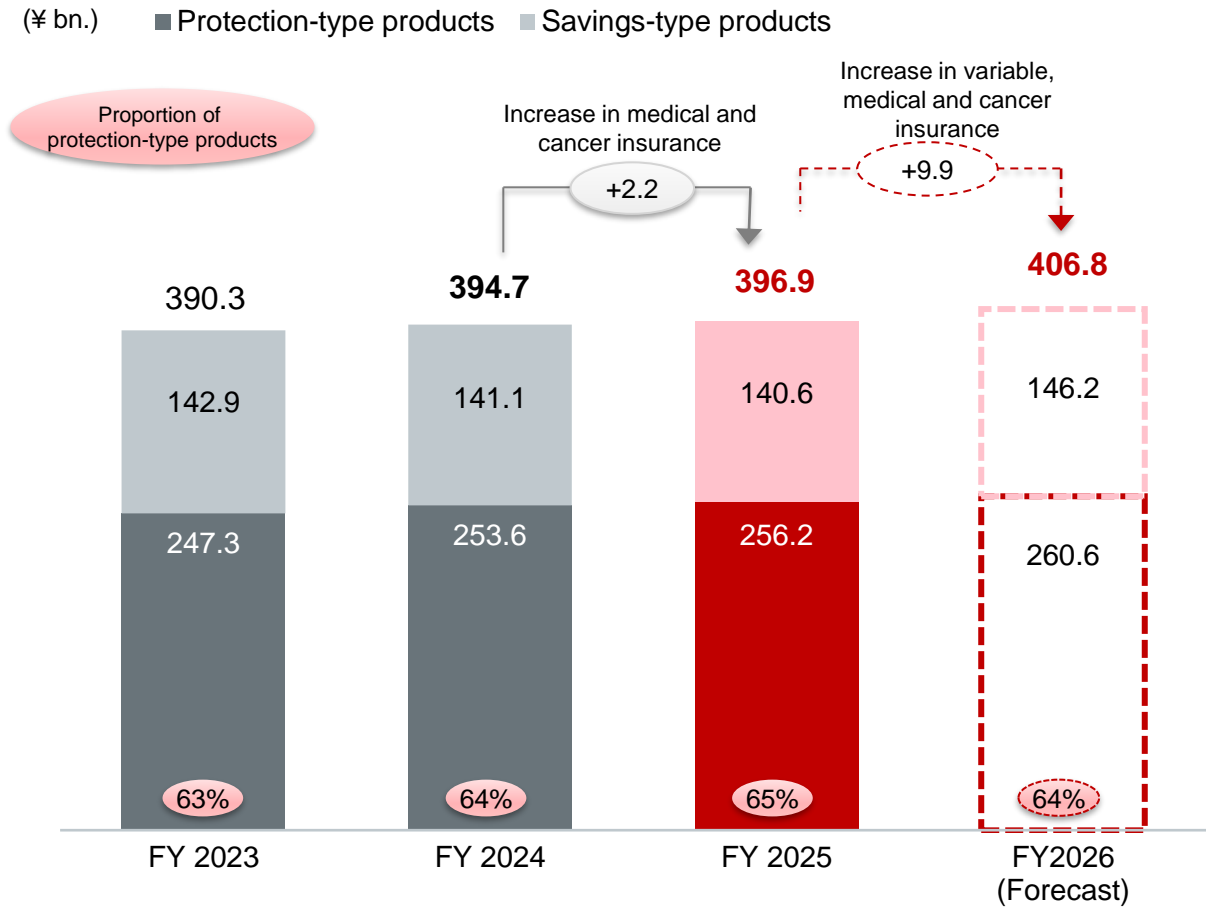 (¥ bn.)
Protection-type products
Savings-type products
Proportion of
protection-type products
Increase in medical and
cancer insurance
+2.2
Increase in variable,
medical and cancer
insurance
+9.9
390.3
394.7
396.9
406.8
142.9
141.1
140.6
146.2
247.3
253.6
256.2
260.6
63%
64%
65%
64%
FY 2023
FY 2024
FY 2025
FY2026
(Forecast)